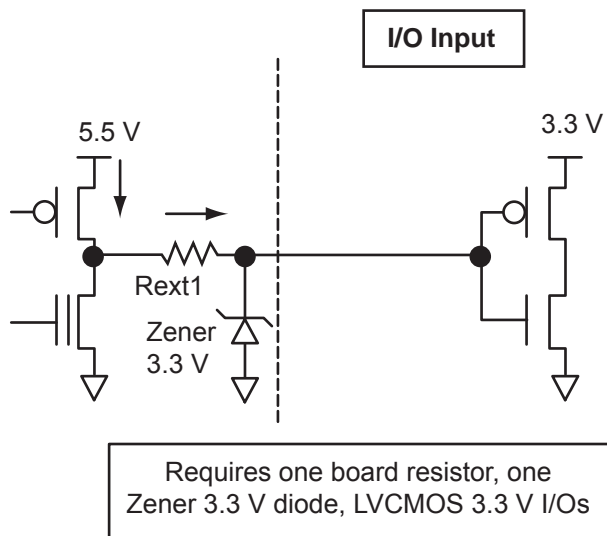 I/O Input
5.5 V
3.3 V
Rext1
Zener
3.3 V
Requires one board resistor, one
Zener 3.3 V diode, LVCMOS 3.3 V I/Os